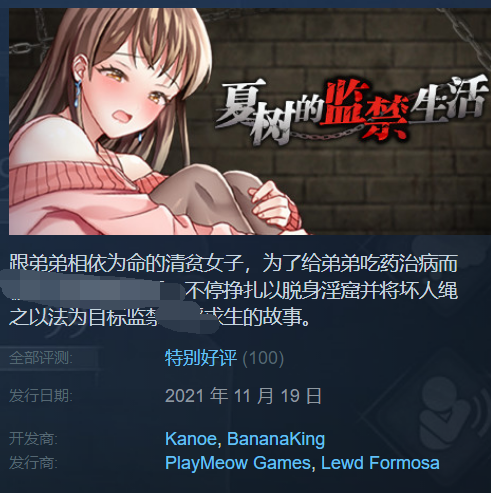 夏树的监禁生活
跟弟弟相依为命的清贫女子，为了给弟弟吃药治病而
不停挣扎以脱身淫窟并将坏人绳
之以法为目标监禁求生的故事。
全部评测: 特别好评 (100)
发行日期: 2021 年 11 月 19 日
开发商: Kanoe, BananaKing
发行商: PlayMeow Games, Lewd Formosa